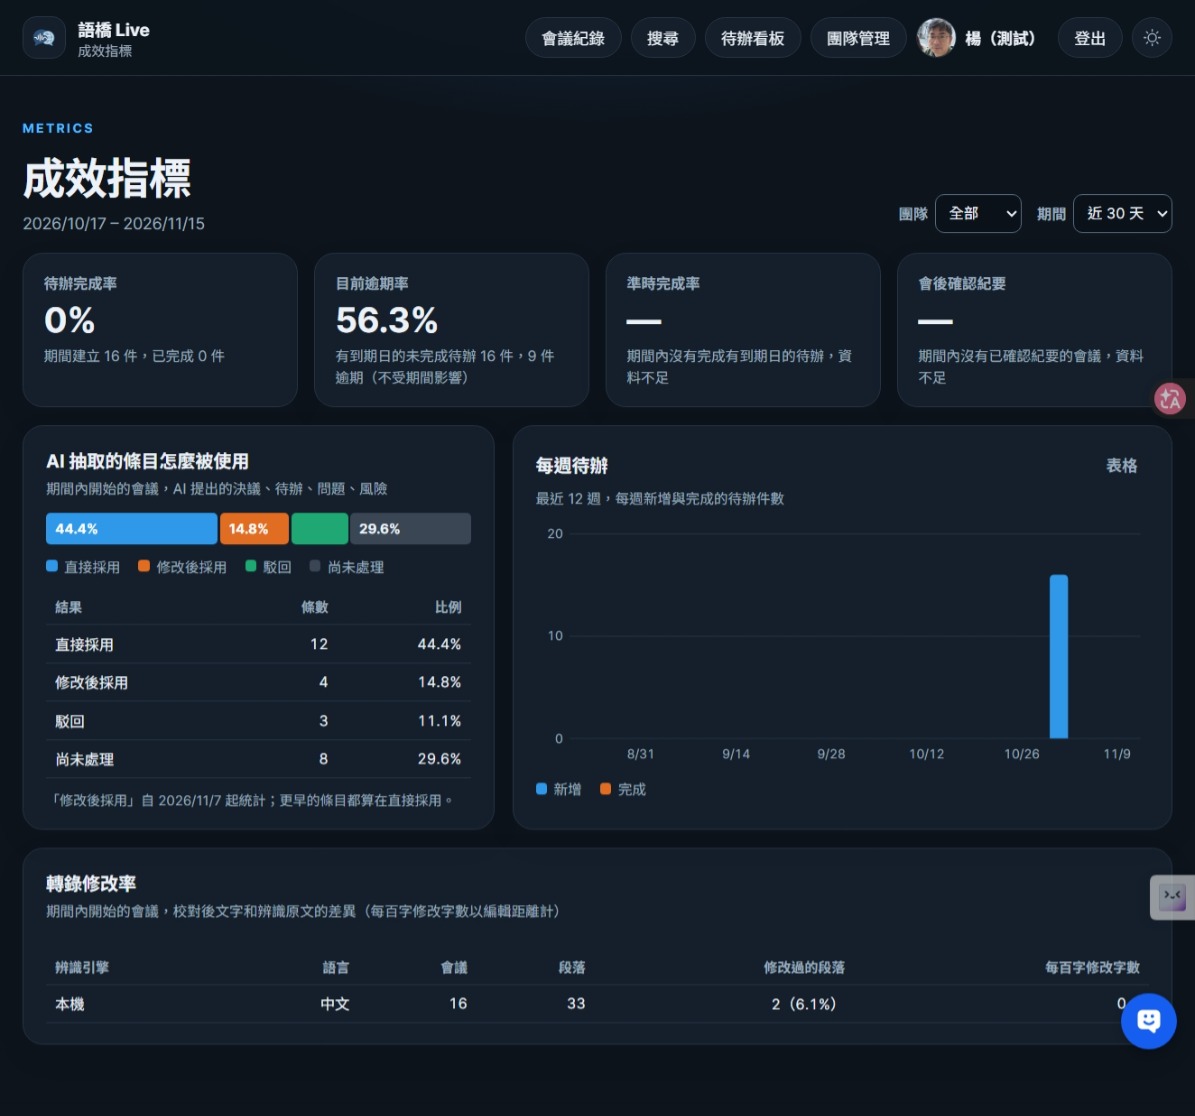 語橋 Live
成效指標
會議紀錄 搜尋 待辦看板 團隊管理 楊（測試） 登出
METRICS
成效指標
2026/10/17 – 2026/11/15
團隊 全部 期間 近 30 天
待辦完成率
0%
期間建立 16 件，已完成 0 件
目前逾期率
56.3%
有到期日的未完成待辦 16 件，9 件
逾期（不受期間影響）
準時完成率
—
期間內沒有完成有到期日的待辦，資
料不足
會後確認紀要
—
期間內沒有已確認紀要的會議，資料
不足
AI 抽取的條目怎麼被使用
期間內開始的會議，AI 提出的決議、待辦、問題、風險
44.4% 14.8% 29.6%
直接採用 修改後採用 駁回 尚未處理
結果 條數 比例
直接採用 12 44.4%
修改後採用 4 14.8%
駁回 3 11.1%
尚未處理 8 29.6%
「修改後採用」自 2026/11/7 起統計；更早的條目都算在直接採用。
每週待辦 表格
最近 12 週，每週新增與完成的待辦件數
20
10
0
8/31 9/14 9/28 10/12 10/26 11/9
新增 完成
轉錄修改率
期間內開始的會議，校對後文字和辨識原文的差異（每百字修改字數以編輯距離計）
辨識引擎 語言 會議 段落 修改過的段落 每百字修改字數
本機 中文 16 33 2（6.1%）